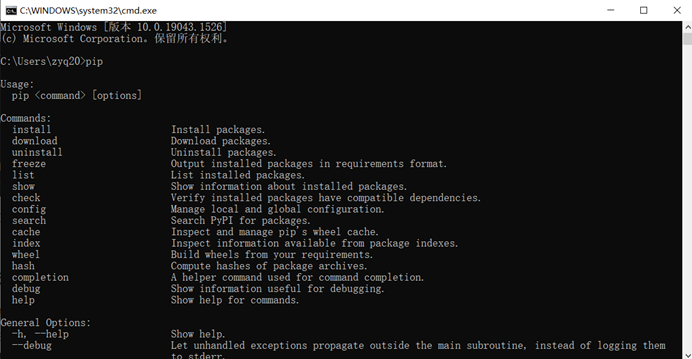 C:\WINDOWS\system32\cmd.exe
Microsoft Windows [版本 10.0.19043.1526]
(c) Microsoft Corporation。保留所有权利。
C:\Users\zyq20>pip
Usage:
  pip <command> [options]
Commands:
  install                     Install packages.
  download                    Download packages.
  uninstall                   Uninstall packages.
  freeze                      Output installed packages in requirements format.
  list                        List installed packages.
  show                        Show information about installed packages.
  check                       Verify installed packages have compatible dependencies.
  config                      Manage local and global configuration.
  search                      Search PyPI for packages.
  cache                       Inspect and manage pip's wheel cache.
  index                       Inspect information available from package indexes.
  wheel                       Build wheels from your requirements.
  hash                        Compute hashes of package archives.
  completion                  A helper command used for command completion.
  debug                       Show information useful for debugging.
  help                        Show help for commands.
General Options:
  -h, --help                  Show help.
  --debug                     Let unhandled exceptions propagate outside the main subroutine, instead of logging them
                              to stderr.